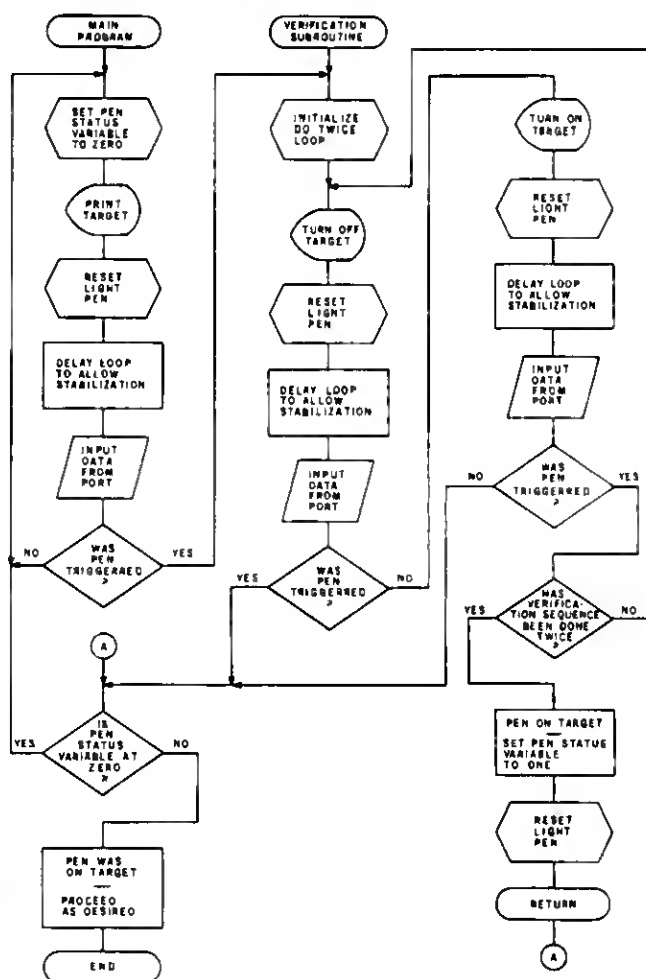 MAIN
PROGRAM
SET PEN
STATUS
VARIABLE
TO ZERO
PRINT
TARGET
RESET
LIGHT
PEN
DELAY LOOP
TO ALLOW
STABILIZATION
INPUT
DATA
FROM
PORT
NO
WAS
PEN
TRIGGERRED
?
YES
A
YES
IS
PEN
STATUS
VARIABLE AT
ZERO
?
NO
PEN WAS
ON TARGET
PROCEED
AS DESIRED
END
VERIFICATION
SUBROUTINE
INITIALIZE
DO TWICE
LOOP
TURN OFF
TARGET
RESET
LIGHT
PEN
DELAY LOOP
TO ALLOW
STABILIZATION
INPUT
DATA
FROM
PORT
YES
WAS
PEN
TRIGGERRED
?
NO
TURN ON
TARGET
RESET
LIGHT
PEN
DELAY LOOP
TO ALLOW
STABILIZATION
INPUT
DATA
FROM
PORT
NO
WAS
PEN
TRIGGERRED
?
YES
YES
WAS
VERIFICA-
TION SEQUENCE
BEEN DONE
TWICE
?
NO
PEN ON TARGET
SET PEN STATUS
VARIABLE
TO ONE
RESET
LIGHT
PEN
RETURN
A